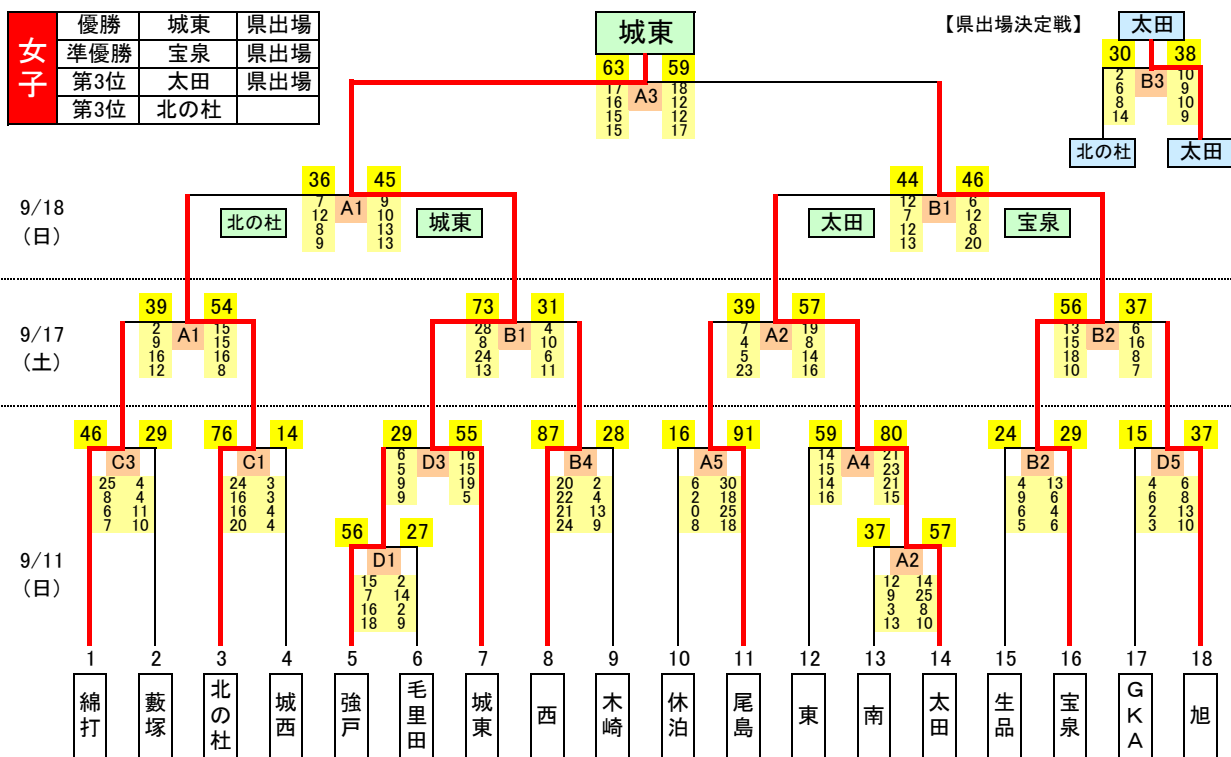 女子
優勝 城東 県出場
準優勝 宝泉 県出場
第3位 太田 県出場
第3位 北の杜
城東
63 59
A3
17 18
16 12
15 12
15 17
【県出場決定戦】
太田
30 38
B3
2 10
6 9
8 10
14 9
北の杜 太田
9/18
(日)
36 45
A1
7 9
12 10
8 13
9 13
北の杜 城東
44 46
B1
12 6
7 12
12 8
13 20
太田 宝泉
9/17
(土)
39 54
A1
2 15
9 15
16 16
12 8
73 31
B1
28 4
8 10
24 6
13 11
39 57
A2
7 19
4 8
5 14
23 16
56 37
B2
13 6
15 16
18 8
10 7
9/11
(日)
46 29
C3
25 4
8 4
6 11
7 10
76 14
C1
24 3
16 3
16 4
20 4
29 55
D3
6 16
5 15
9 19
9 5
56 27
D1
15 2
7 14
16 2
18 9
87 28
B4
20 2
22 4
21 13
24 9
16 91
A5
6 30
2 18
0 25
8 18
59 80
A4
14 21
15 23
14 21
16 15
37 57
A2
12 14
9 25
3 8
13 10
24 29
B2
4 13
9 6
6 4
5 6
15 37
D5
4 6
6 8
2 13
3 10
1 2 3 4 5 6 7 8 9 10 11 12 13 14 15 16 17 18
綿打
藪塚
北の杜
城西
強戸
毛里田
城東
西
木崎
休泊
尾島
東
南
太田
生品
宝泉
GKA
旭